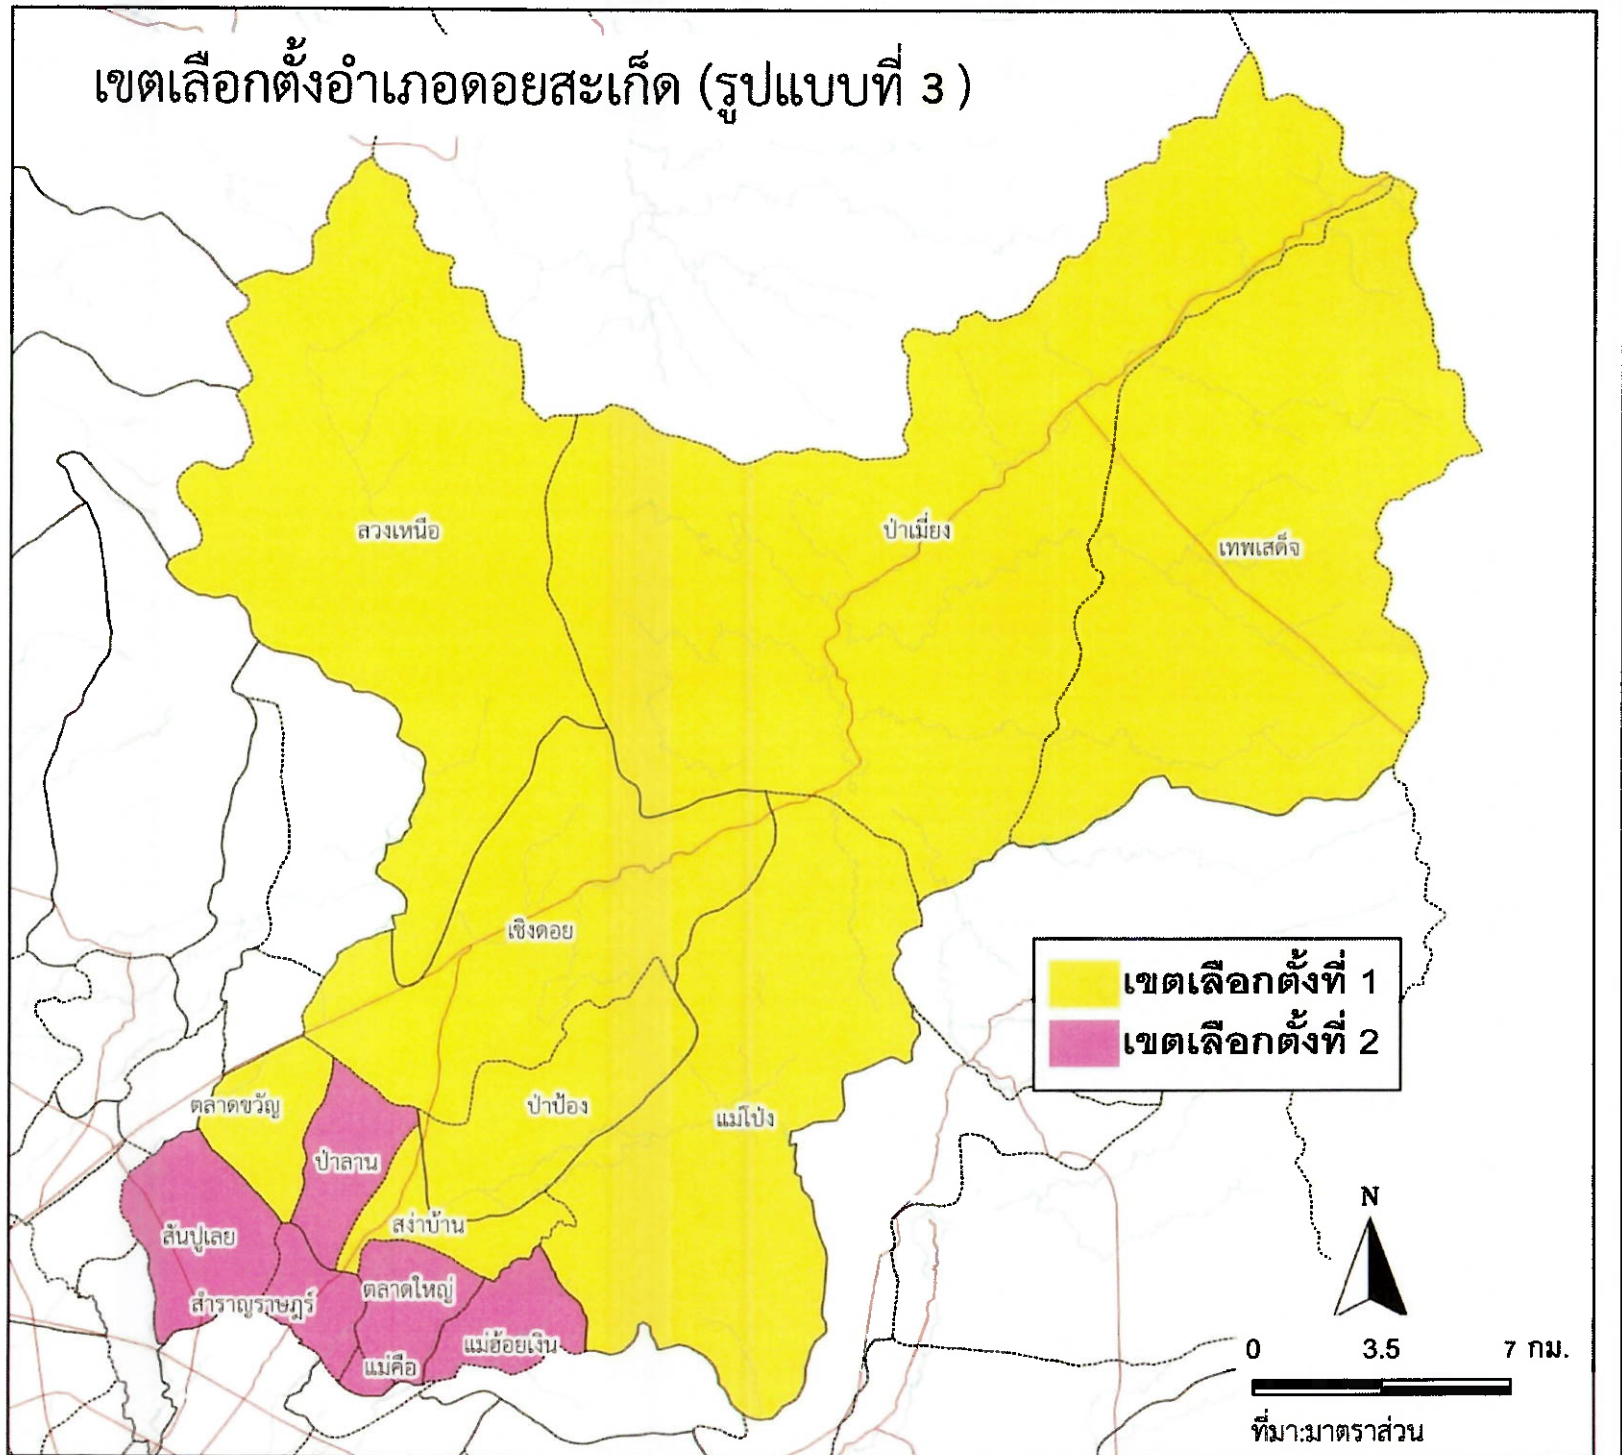 เขตเลือกตั้งอำเภอดอยสะเก็ด (รูปแบบที่ 3 )
ลวงเหนือ
ป่าเมี่ยง
เทพเสด็จ
เชิงดอย
เขตเลือกตั้งที่ 1
เขตเลือกตั้งที่ 2
ตลาดขวัญ
ป่าป้อง
แม่โป่ง
ป่าลาน
สันปูเลย
สง่าบ้าน
สำราญราษฎร์
ตลาดใหญ่
แม่ฮ้อยเงิน
แม่คือ
N
0 3.5 7 กม.
ที่มา:มาตราส่วน